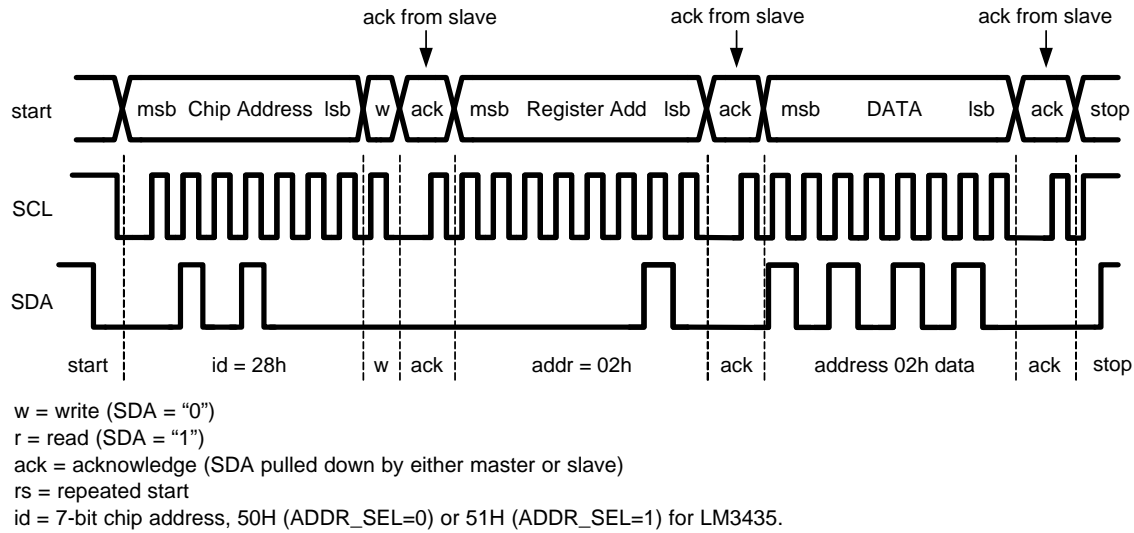 ack from slave ack from slave ack from slave
start msb Chip Address lsb w ack msb Register Add lsb ack msb DATA lsb ack stop
SCL
SDA
start id = 28h w ack addr = 02h ack address 02h data ack stop
w = write (SDA = “0”)
r = read (SDA = “1”)
ack = acknowledge (SDA pulled down by either master or slave)
rs = repeated start
id = 7-bit chip address, 50H (ADDR_SEL=0) or 51H (ADDR_SEL=1) for LM3435.